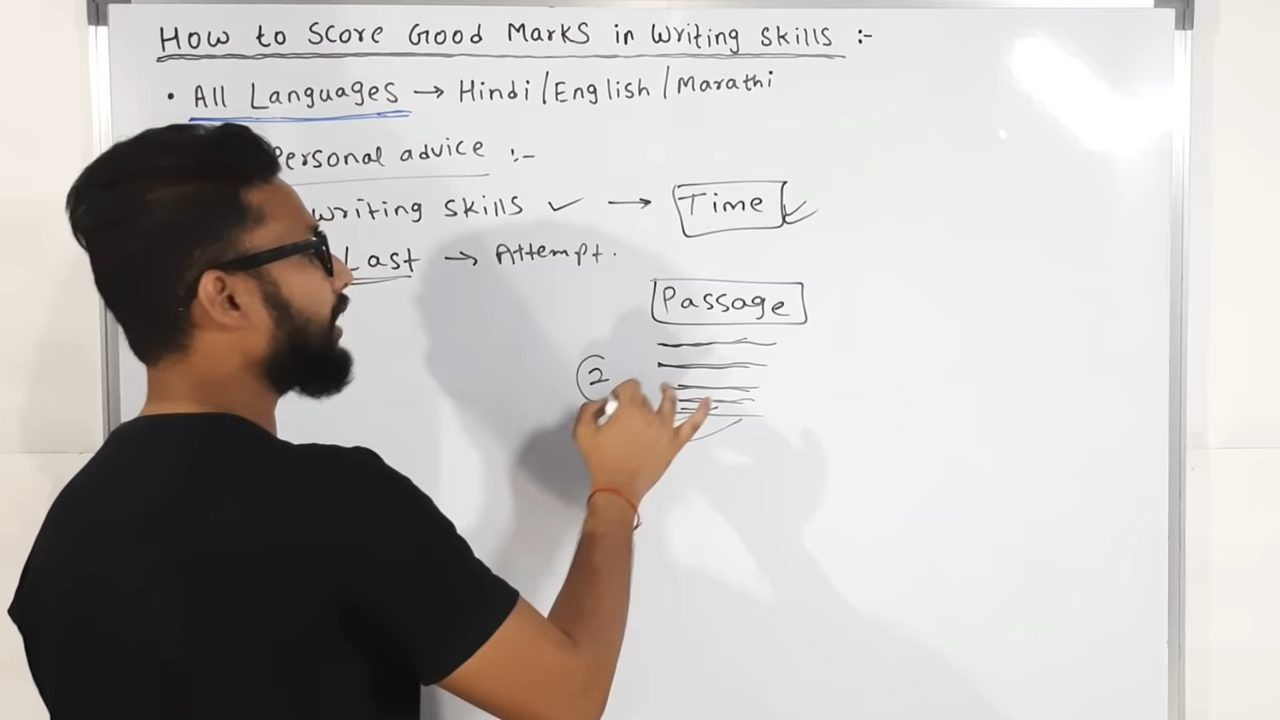 How to Score Good Marks in Writing Skills :-
• All Languages → Hindi/English/Marathi
Personal advice :-
Writing skills ✓ → Time ✓
Last → Attempt.
Passage
2